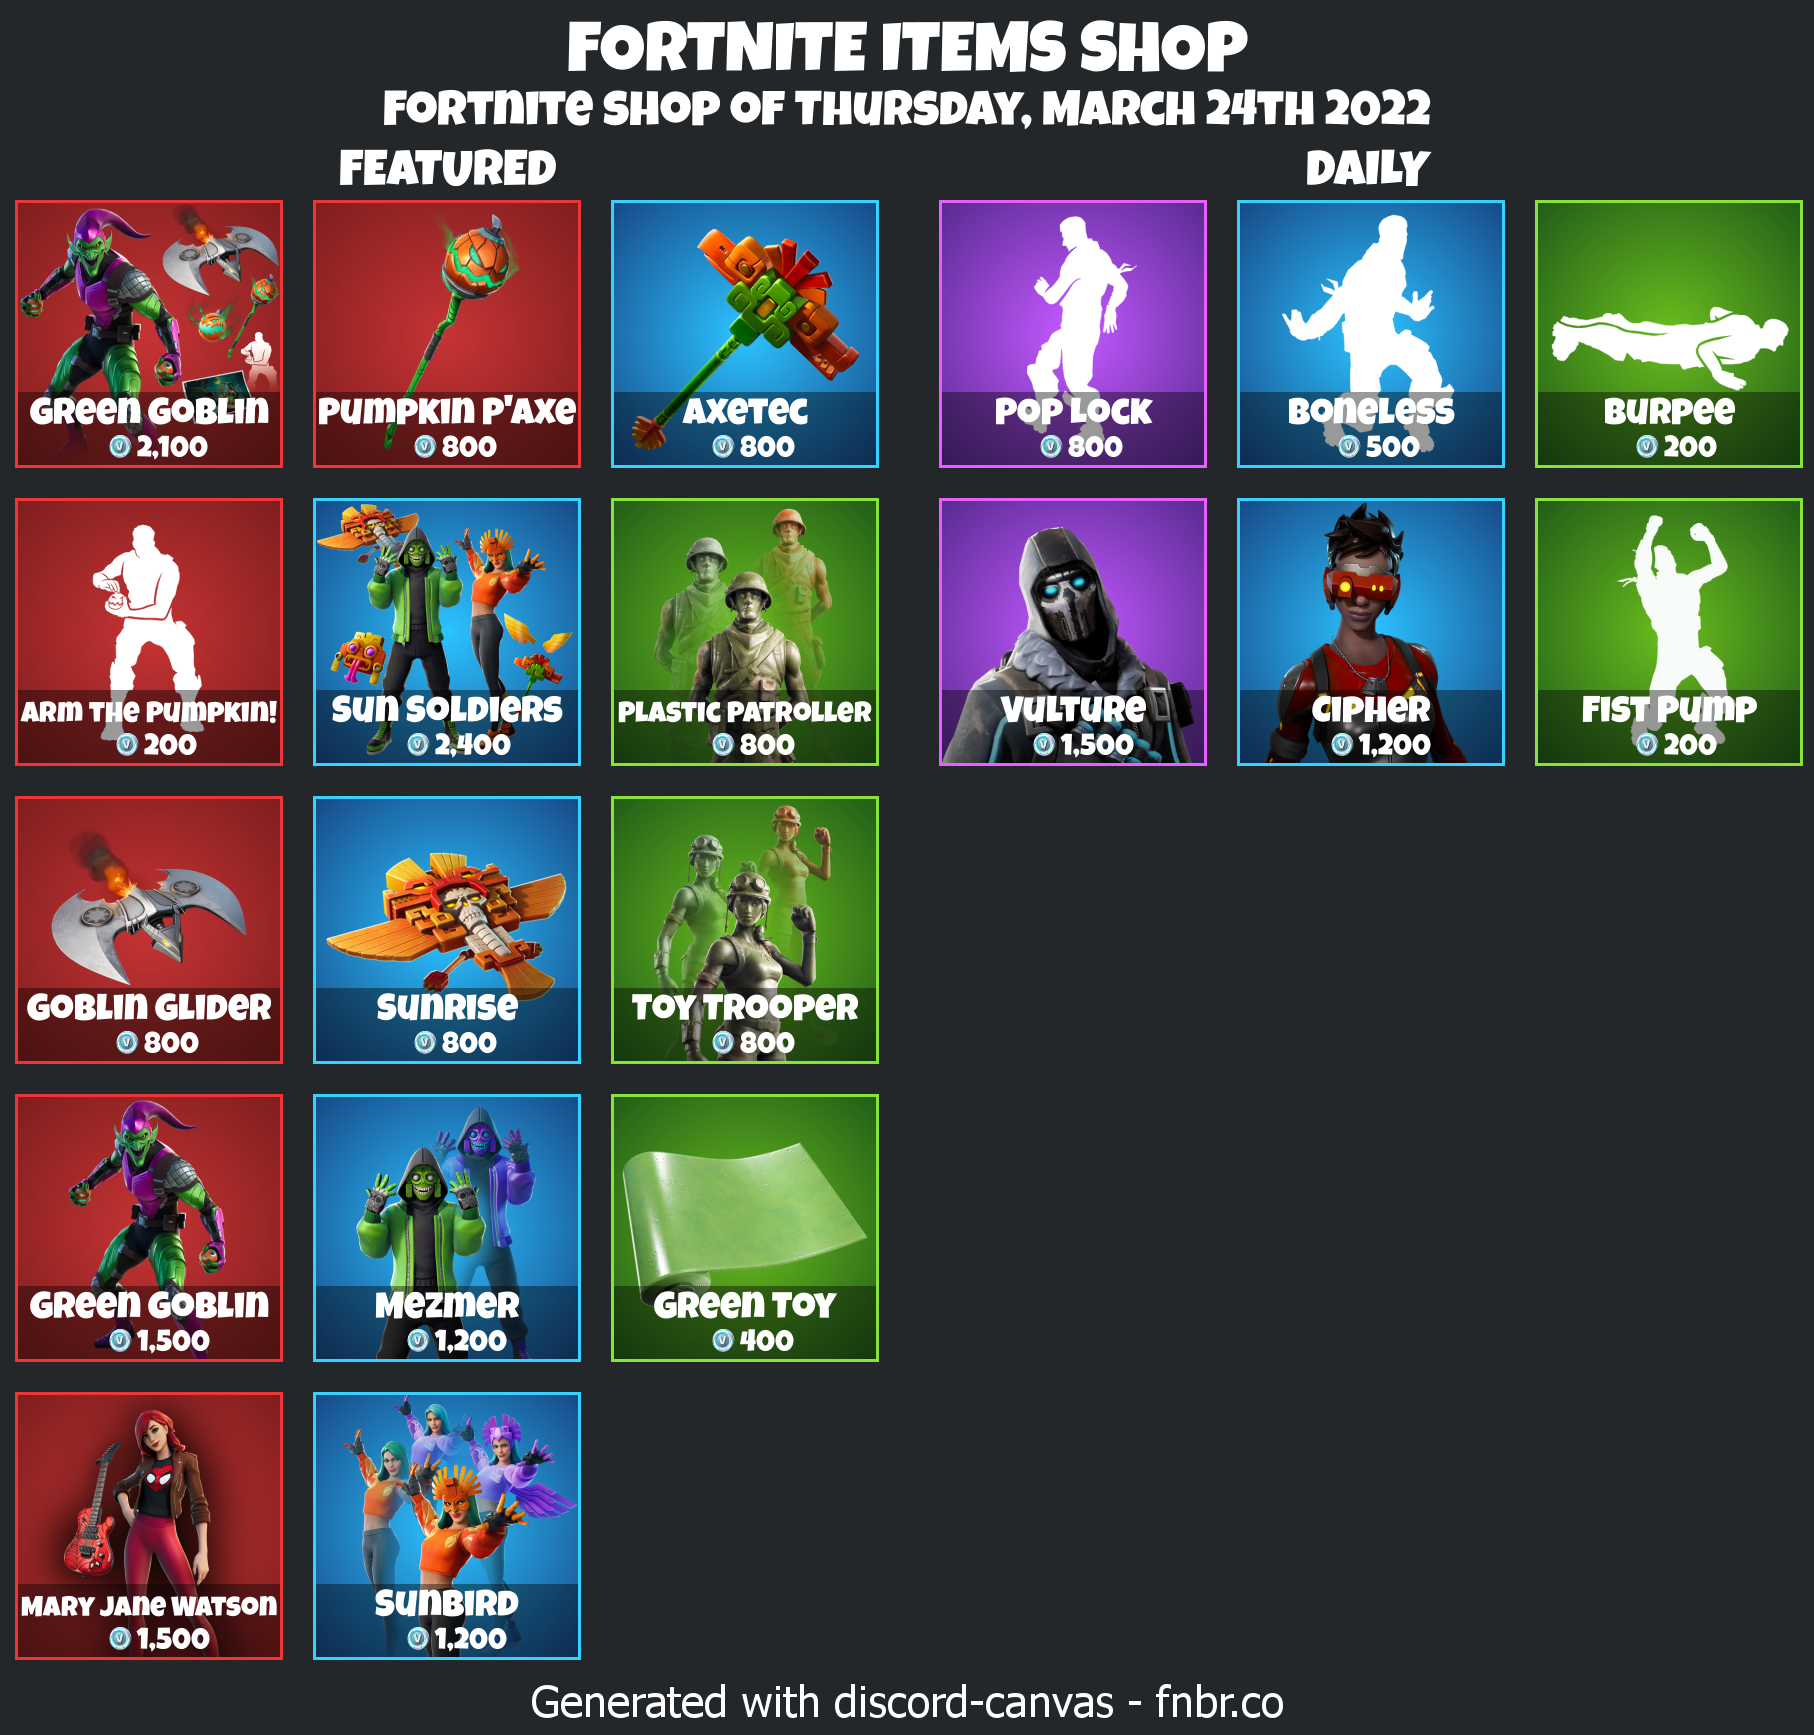 FORTNITE ITEMS SHOP
FORTNITE SHOP OF THURSDAY, MARCH 24TH 2022
FEATURED
DAILY
GREEN GOBLIN
2,100
PUMPKIN P'AXE
800
AXETEC
800
POP LOCK
800
BONELESS
500
BURPEE
200
ARM THE PUMPKIN!
200
SUN SOLDIERS
2,400
PLASTIC PATROLLER
800
VULTURE
1,500
CIPHER
1,200
FIST PUMP
200
GOBLIN GLIDER
800
SUNRISE
800
TOY TROOPER
800
GREEN GOBLIN
1,500
MEZMER
1,200
GREEN TOY
400
MARY JANE WATSON
1,500
SUNBIRD
1,200
Generated with discord-canvas - fnbr.co